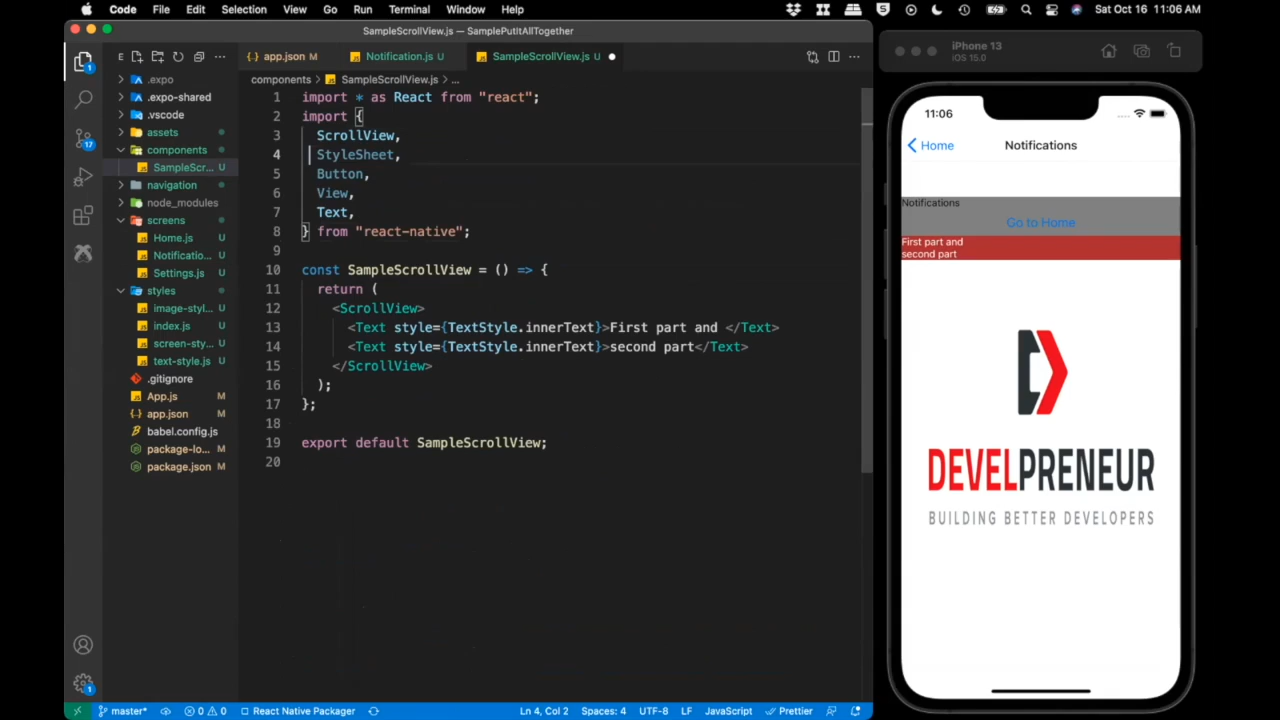 Code File Edit Selection View Go Run Terminal Window Help Sat Oct 16 11:06 AM
SampleScrollView.js — SamplePutItAllTogether
E
app.json M
Notification.js U
SampleScrollView.js U
components > SampleScrollView.js > ...
.expo
.expo-shared
.vscode
assets
components
SampleScr... U
navigation
node_modules
screens
Home.js U
Notificatio... U
Settings.js U
styles
image-styl... U
index.js U
screen-sty... U
text-style.js U
.gitignore
App.js M
app.json M
babel.config.js
package-lo... M
package.json M
1
17
1
1 import * as React from "react";
2 import {
3 ScrollView,
4 StyleSheet,
5 Button,
6 View,
7 Text,
8 } from "react-native";
9
10 const SampleScrollView = () => {
11 return (
12 <ScrollView>
13 <Text style={TextStyle.innerText}>First part and </Text>
14 <Text style={TextStyle.innerText}>second part</Text>
15 </ScrollView>
16 );
17 };
18
19 export default SampleScrollView;
20
master* 0 0 React Native Packager Ln 4, Col 2 Spaces: 4 UTF-8 LF JavaScript Prettier
iPhone 13
iOS 15.0
11:06
Home Notifications
Notifications
Go to Home
First part and
second part
DEVELPRENEUR
BUILDING BETTER DEVELOPERS